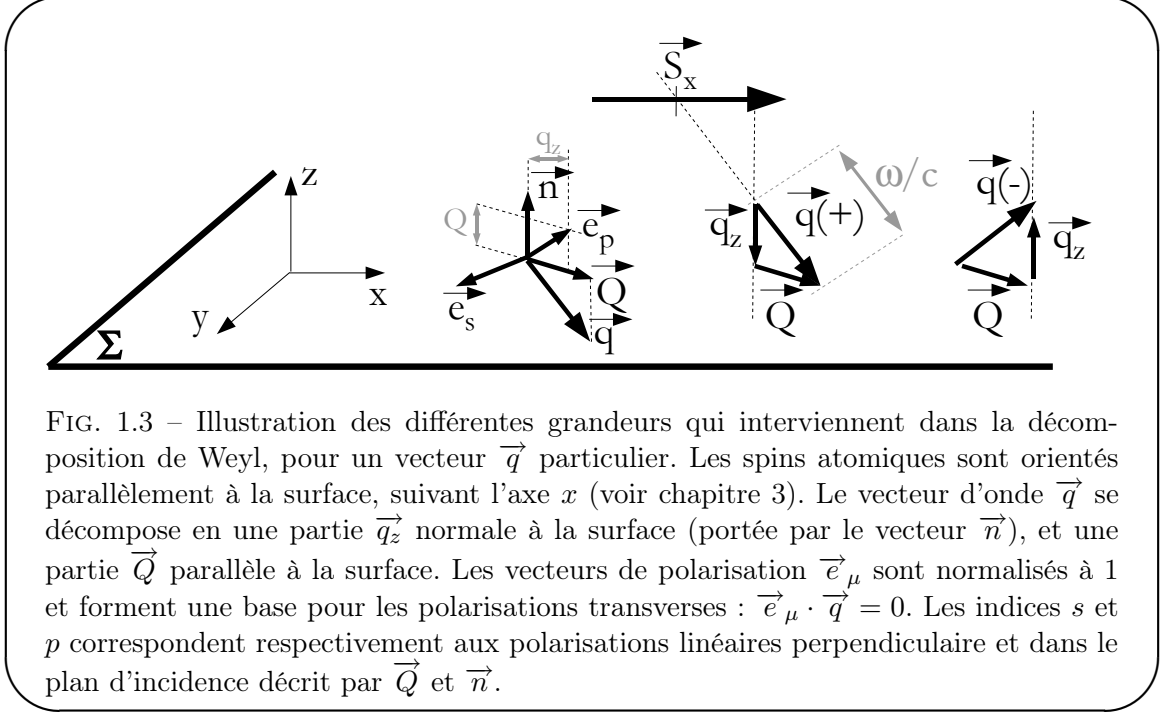 S_x
q_z
ω/c
z
n
q(-)
Q
e_p
q_z
q(+)
q_z
x
Q
Q
Q
y
e_s
q
Σ
FIG. 1.3 – Illustration des différentes grandeurs qui interviennent dans la décom-
position de Weyl, pour un vecteur q⃗ particulier. Les spins atomiques sont orientés
parallèlement à la surface, suivant l'axe x (voir chapitre 3). Le vecteur d'onde q⃗ se
décompose en une partie q⃗_z normale à la surface (portée par le vecteur n⃗), et une
partie Q⃗ parallèle à la surface. Les vecteurs de polarisation e⃗_μ sont normalisés à 1
et forment une base pour les polarisations transverses : e⃗_μ · q⃗ = 0. Les indices s et
p correspondent respectivement aux polarisations linéaires perpendiculaire et dans le
plan d'incidence décrit par Q⃗ et n⃗.